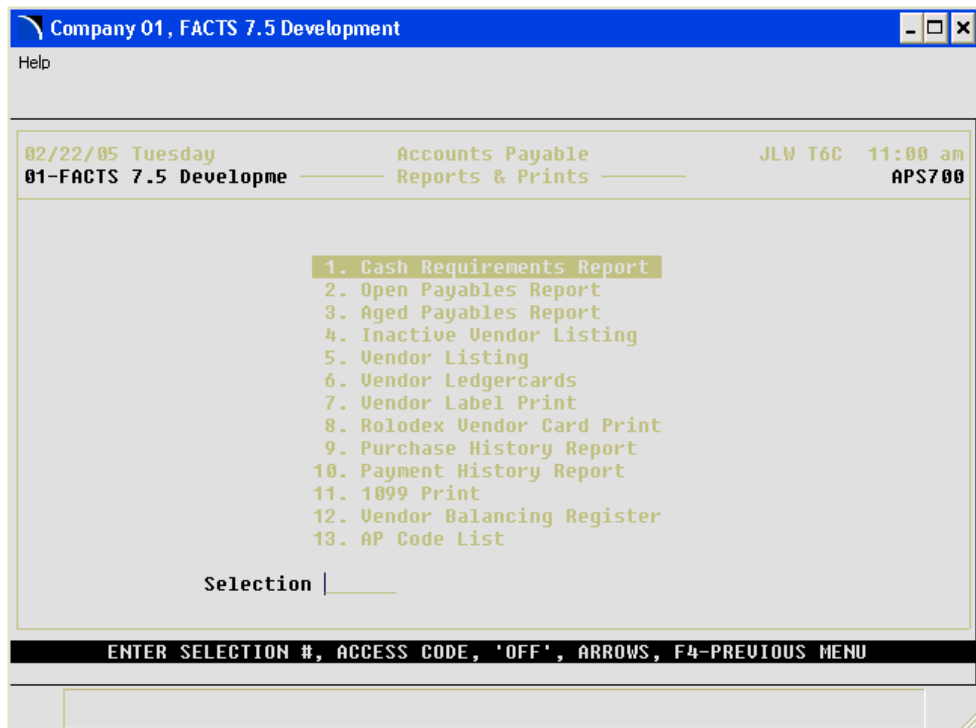 Company 01, FACTS 7.5 Development
Help
02/22/05 Tuesday Accounts Payable JLW T6C 11:00 am
01-FACTS 7.5 Developme Reports & Prints APS700
1. Cash Requirements Report
2. Open Payables Report
3. Aged Payables Report
4. Inactive Vendor Listing
5. Vendor Listing
6. Vendor Ledgercards
7. Vendor Label Print
8. Rolodex Vendor Card Print
9. Purchase History Report
10. Payment History Report
11. 1099 Print
12. Vendor Balancing Register
13. AP Code List
Selection
ENTER SELECTION #, ACCESS CODE, 'OFF', ARROWS, F4-PREVIOUS MENU